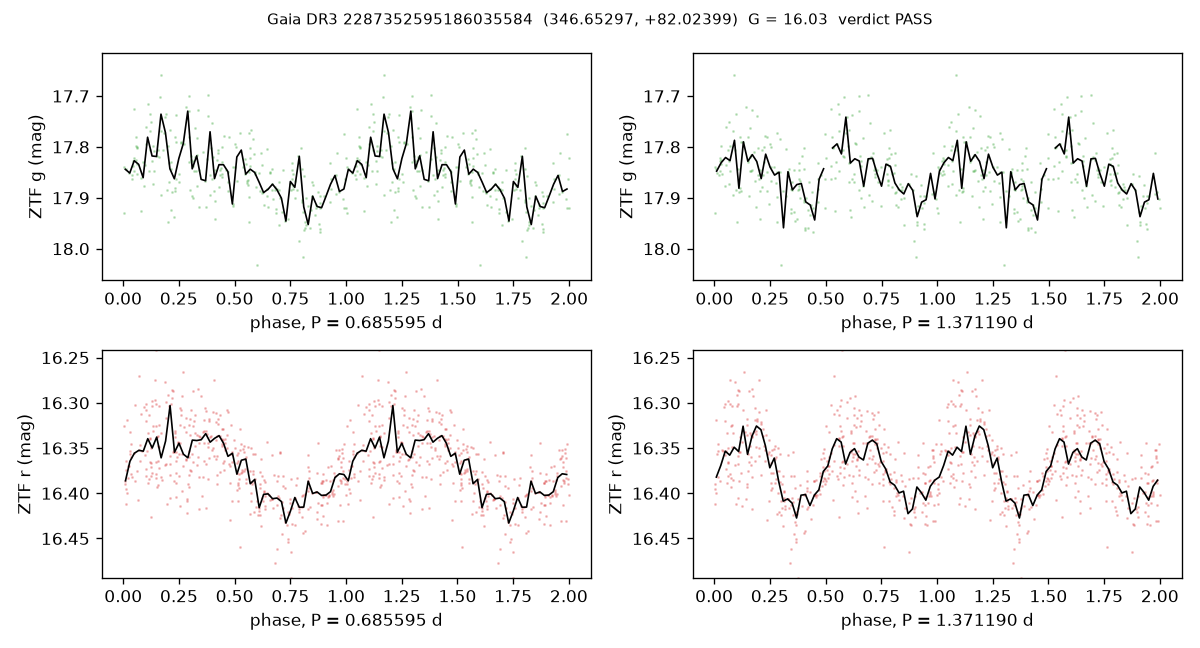 Gaia DR3 2287352595186035584  (346.65297, +82.02399)  G = 16.03  verdict PASS
ZTF g (mag)
17.7
17.8
17.9
18.0
0.00 0.25 0.50 0.75 1.00 1.25 1.50 1.75 2.00
phase, P = 0.685595 d
ZTF g (mag)
17.7
17.8
17.9
18.0
0.00 0.25 0.50 0.75 1.00 1.25 1.50 1.75 2.00
phase, P = 1.371190 d
ZTF r (mag)
16.25
16.30
16.35
16.40
16.45
0.00 0.25 0.50 0.75 1.00 1.25 1.50 1.75 2.00
phase, P = 0.685595 d
ZTF r (mag)
16.25
16.30
16.35
16.40
16.45
0.00 0.25 0.50 0.75 1.00 1.25 1.50 1.75 2.00
phase, P = 1.371190 d